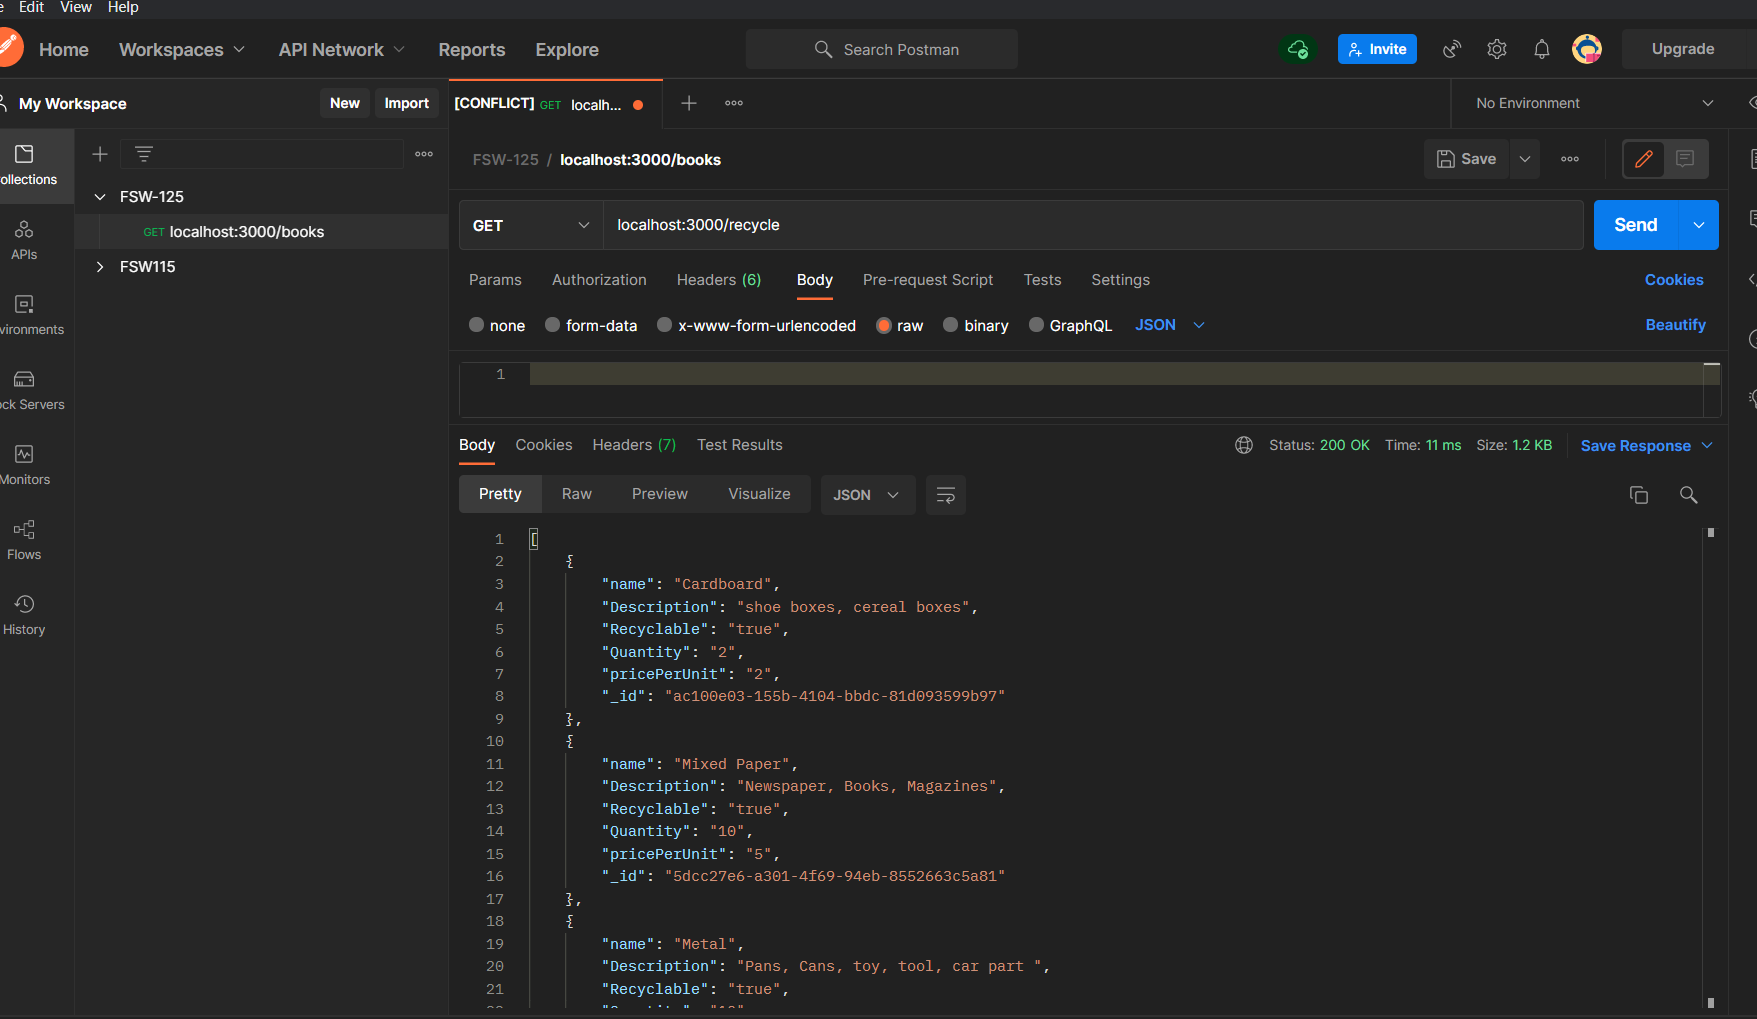 Edit View Help
Home Workspaces API Network Reports Explore Search Postman Invite Upgrade
My Workspace New Import [CONFLICT] GET localh... No Environment
ollections
FSW-125 / localhost:3000/books Save
FSW-125
GET localhost:3000/books
FSW115
APIs
vironments
ock Servers
Monitors
Flows
History
GET localhost:3000/recycle Send
Params Authorization Headers (6) Body Pre-request Script Tests Settings Cookies
none form-data x-www-form-urlencoded raw binary GraphQL JSON Beautify
1
Body Cookies Headers (7) Test Results Status: 200 OK Time: 11 ms Size: 1.2 KB Save Response
Pretty Raw Preview Visualize JSON
1 [
2 {
3 "name": "Cardboard",
4 "Description": "shoe boxes, cereal boxes",
5 "Recyclable": "true",
6 "Quantity": "2",
7 "pricePerUnit": "2",
8 "_id": "ac100e03-155b-4104-bbdc-81d093599b97"
9 },
10 {
11 "name": "Mixed Paper",
12 "Description": "Newspaper, Books, Magazines",
13 "Recyclable": "true",
14 "Quantity": "10",
15 "pricePerUnit": "5",
16 "_id": "5dcc27e6-a301-4f69-94eb-8552663c5a81"
17 },
18 {
19 "name": "Metal",
20 "Description": "Pans, Cans, toy, tool, car part ",
21 "Recyclable": "true",